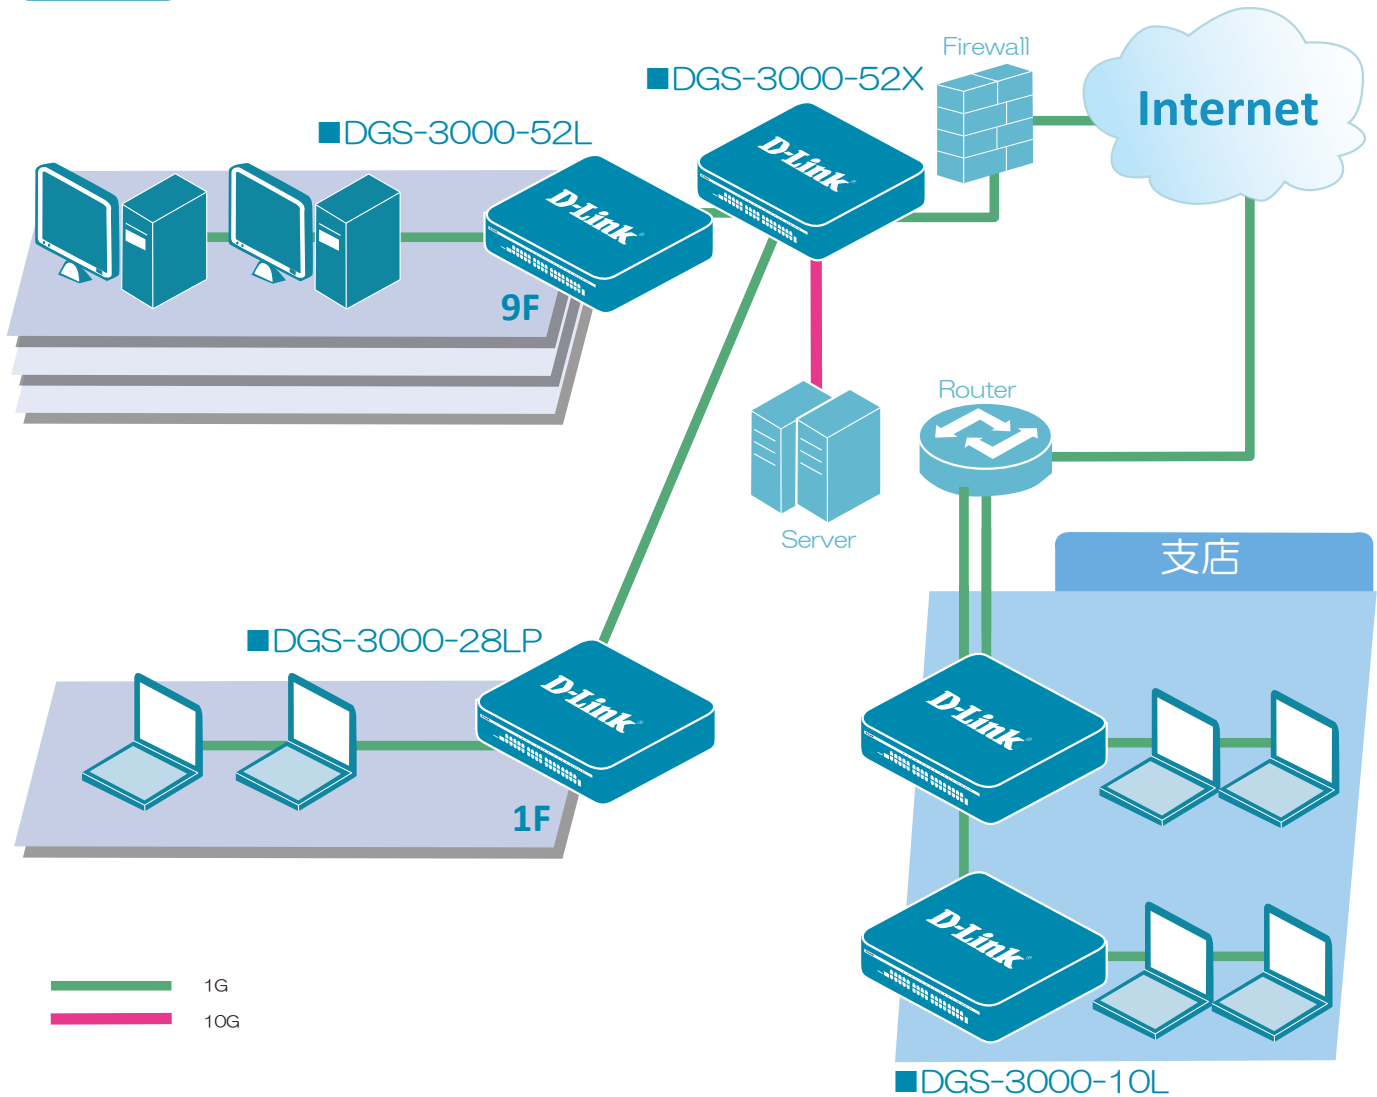 Firewall
■DGS-3000-52X
Internet
■DGS-3000-52L
D-Link
D-Link
9F
Router
Server
支店
■DGS-3000-28LP
D-Link
D-Link
1F
D-Link
1G
10G
■DGS-3000-10L